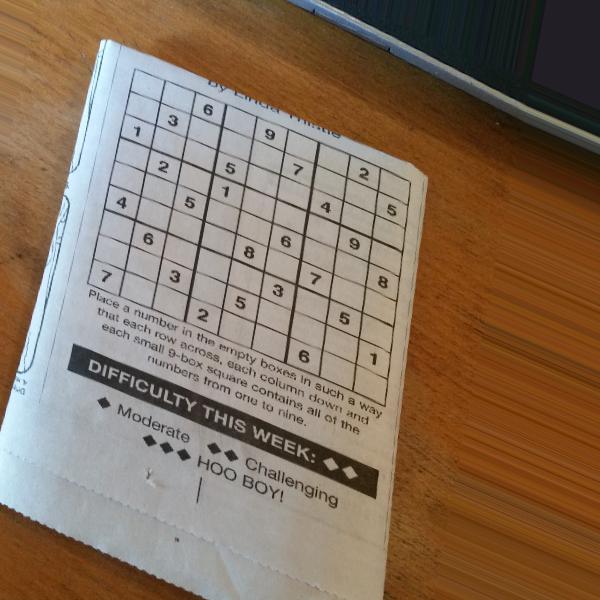 by Linda Thistle
6 9 2
3 7 5
1 5 4
2 1 9
5 6 8
4 8 7
6 3 5
3 5 1
7 2 6
Place a number in the empty boxes in such a way
that each row across, each column down and
each small 9-box square contains all of the
numbers from one to nine.
DIFFICULTY THIS WEEK: ◆◆
◆ Moderate ◆◆ Challenging
◆◆◆ HOO BOY!